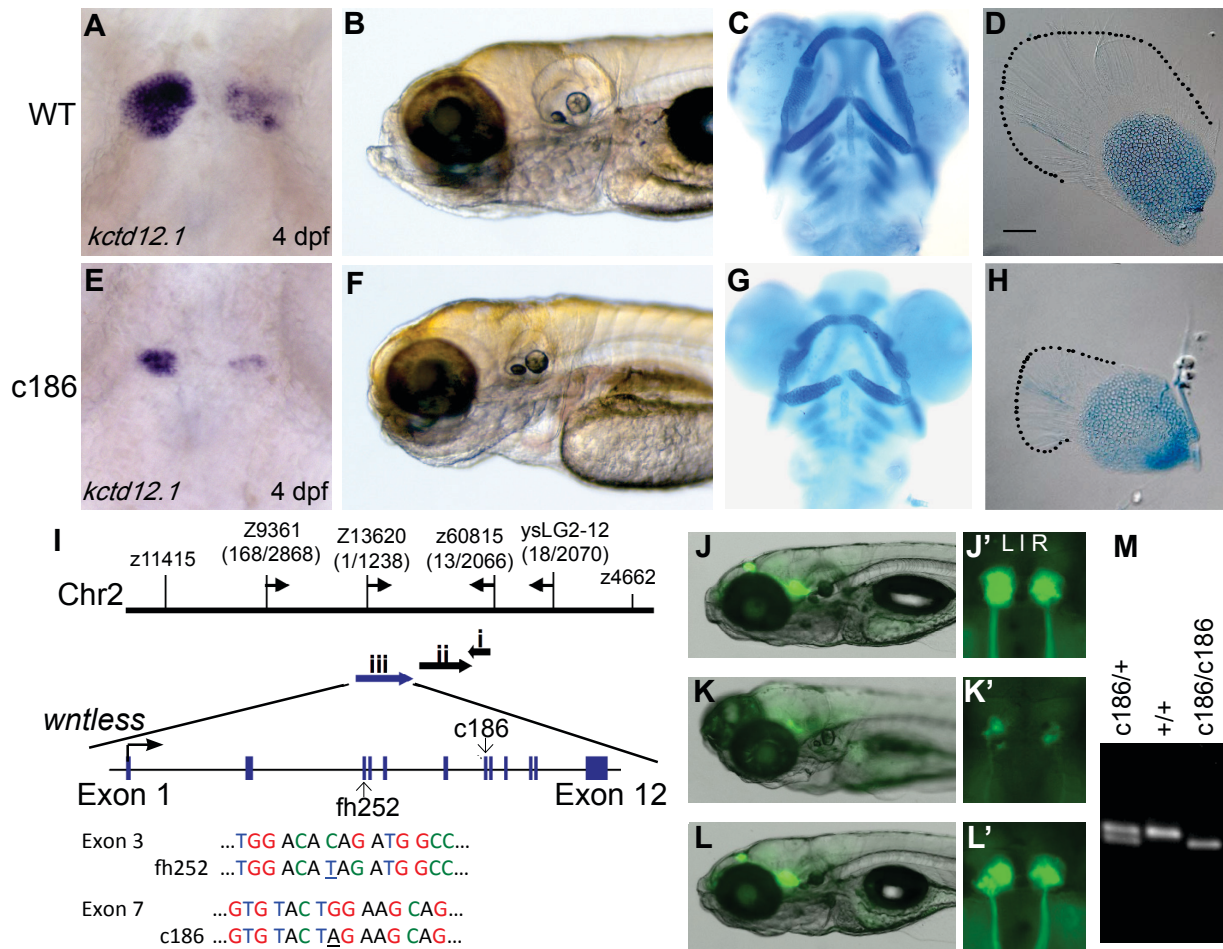 A
B
C
D
WT
kctd12.1
4 dpf
E
F
G
H
c186
kctd12.1
4 dpf
I
z11415
Z9361
(168/2868)
Z13620
(1/1238)
z60815
(13/2066)
ysLG2-12
(18/2070)
z4662
Chr2
iii
ii
i
wntless
c186
Exon 1
fh252
Exon 12
Exon 3
...TGG ACA CAG ATG GCC...
fh252
...TGG ACA TAG ATG GCC...
Exon 7
...GTG TAC TGG AAG CAG...
c186
...GTG TAC TAG AAG CAG...
J
J' L I R
K
K'
L
L'
M
c186/+
+/+
c186/c186